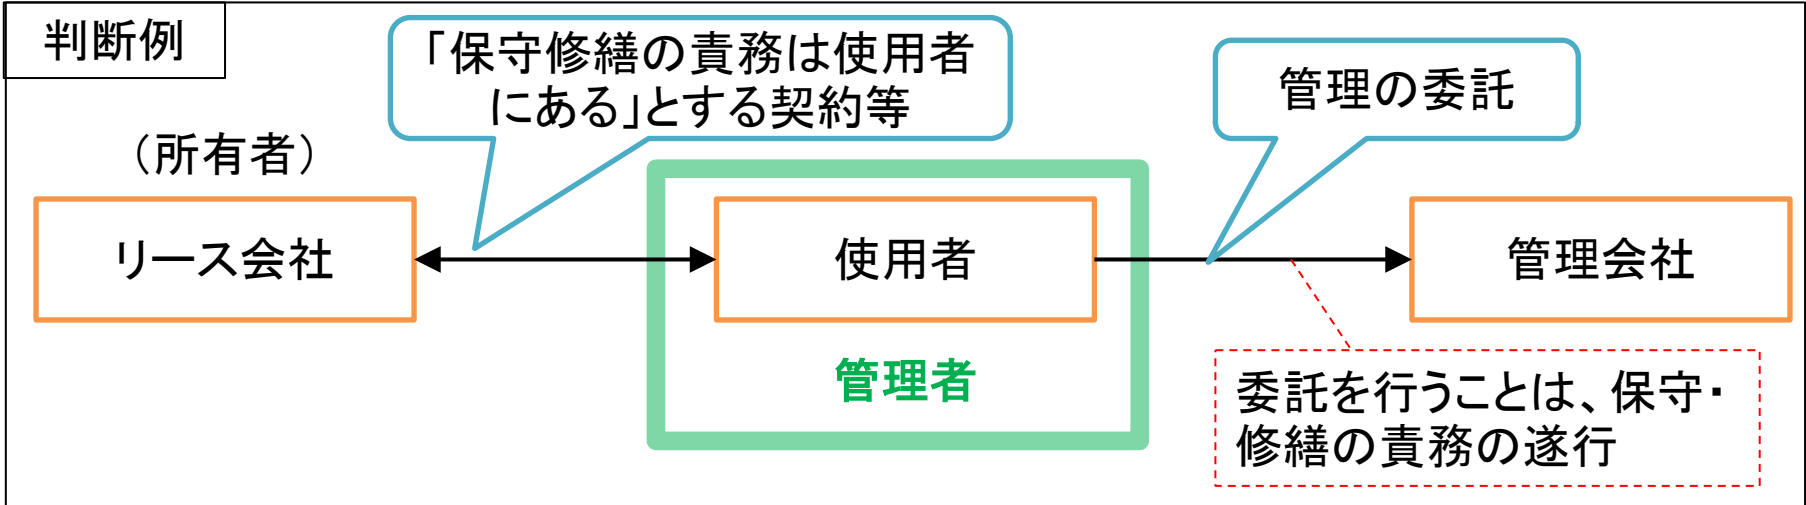 判断例
「保守修繕の責務は使用者
にある」とする契約等
管理の委託
（所有者）
リース会社
使用者
管理会社
管理者
委託を行うことは、保守・
修繕の責務の遂行